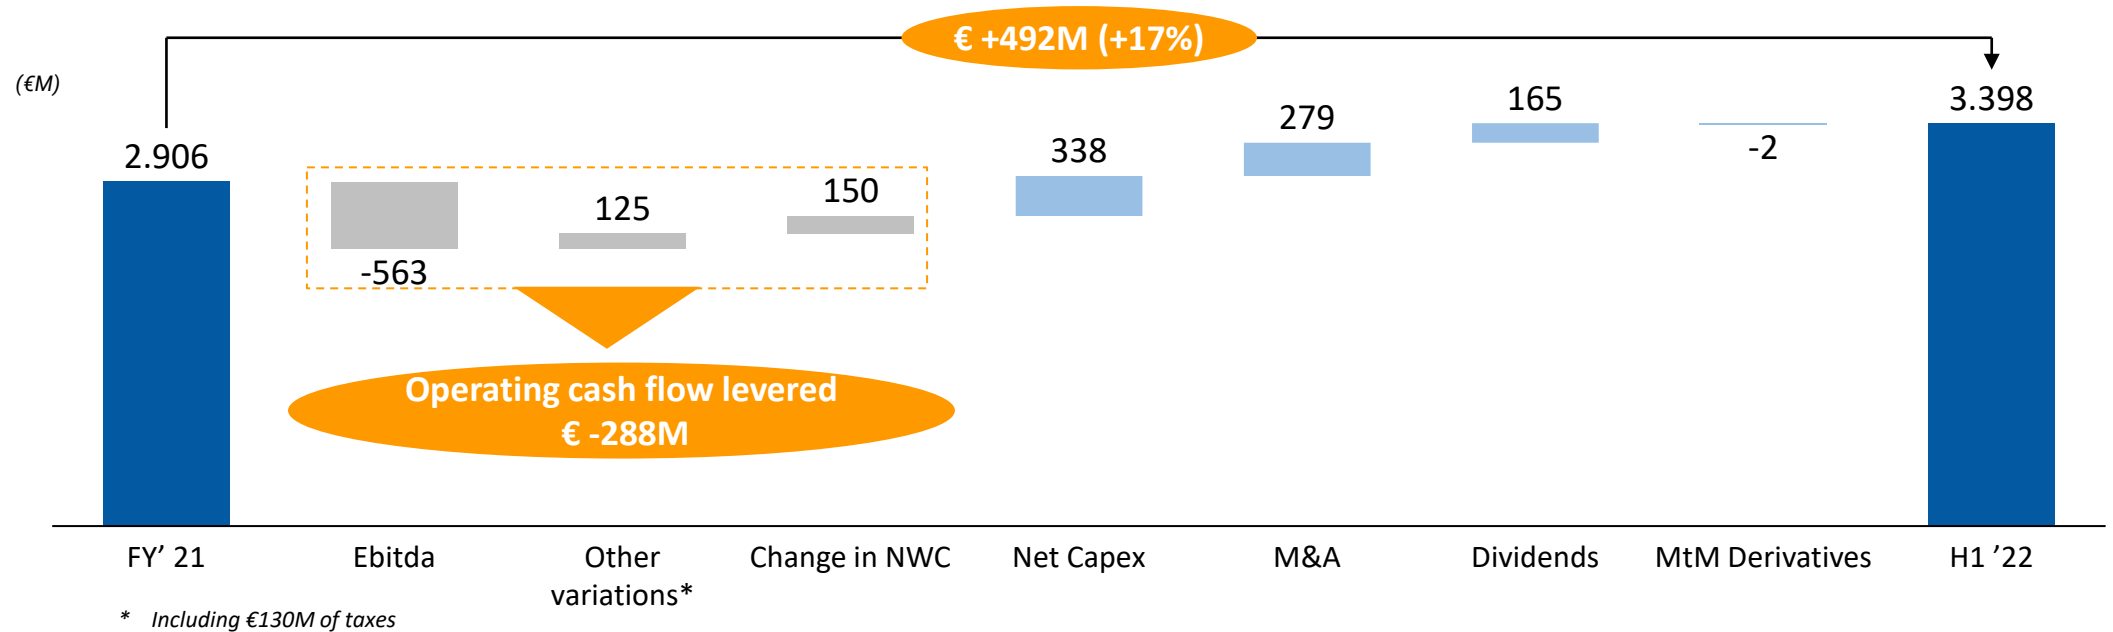 € +492M (+17%)
(€M)
2.906
-563
125
150
338
279
165
-2
3.398
Operating cash flow levered
€ -288M
FY’ 21
Ebitda
Other
variations*
Change in NWC
Net Capex
M&A
Dividends
MtM Derivatives
H1 ’22
* Including €130M of taxes